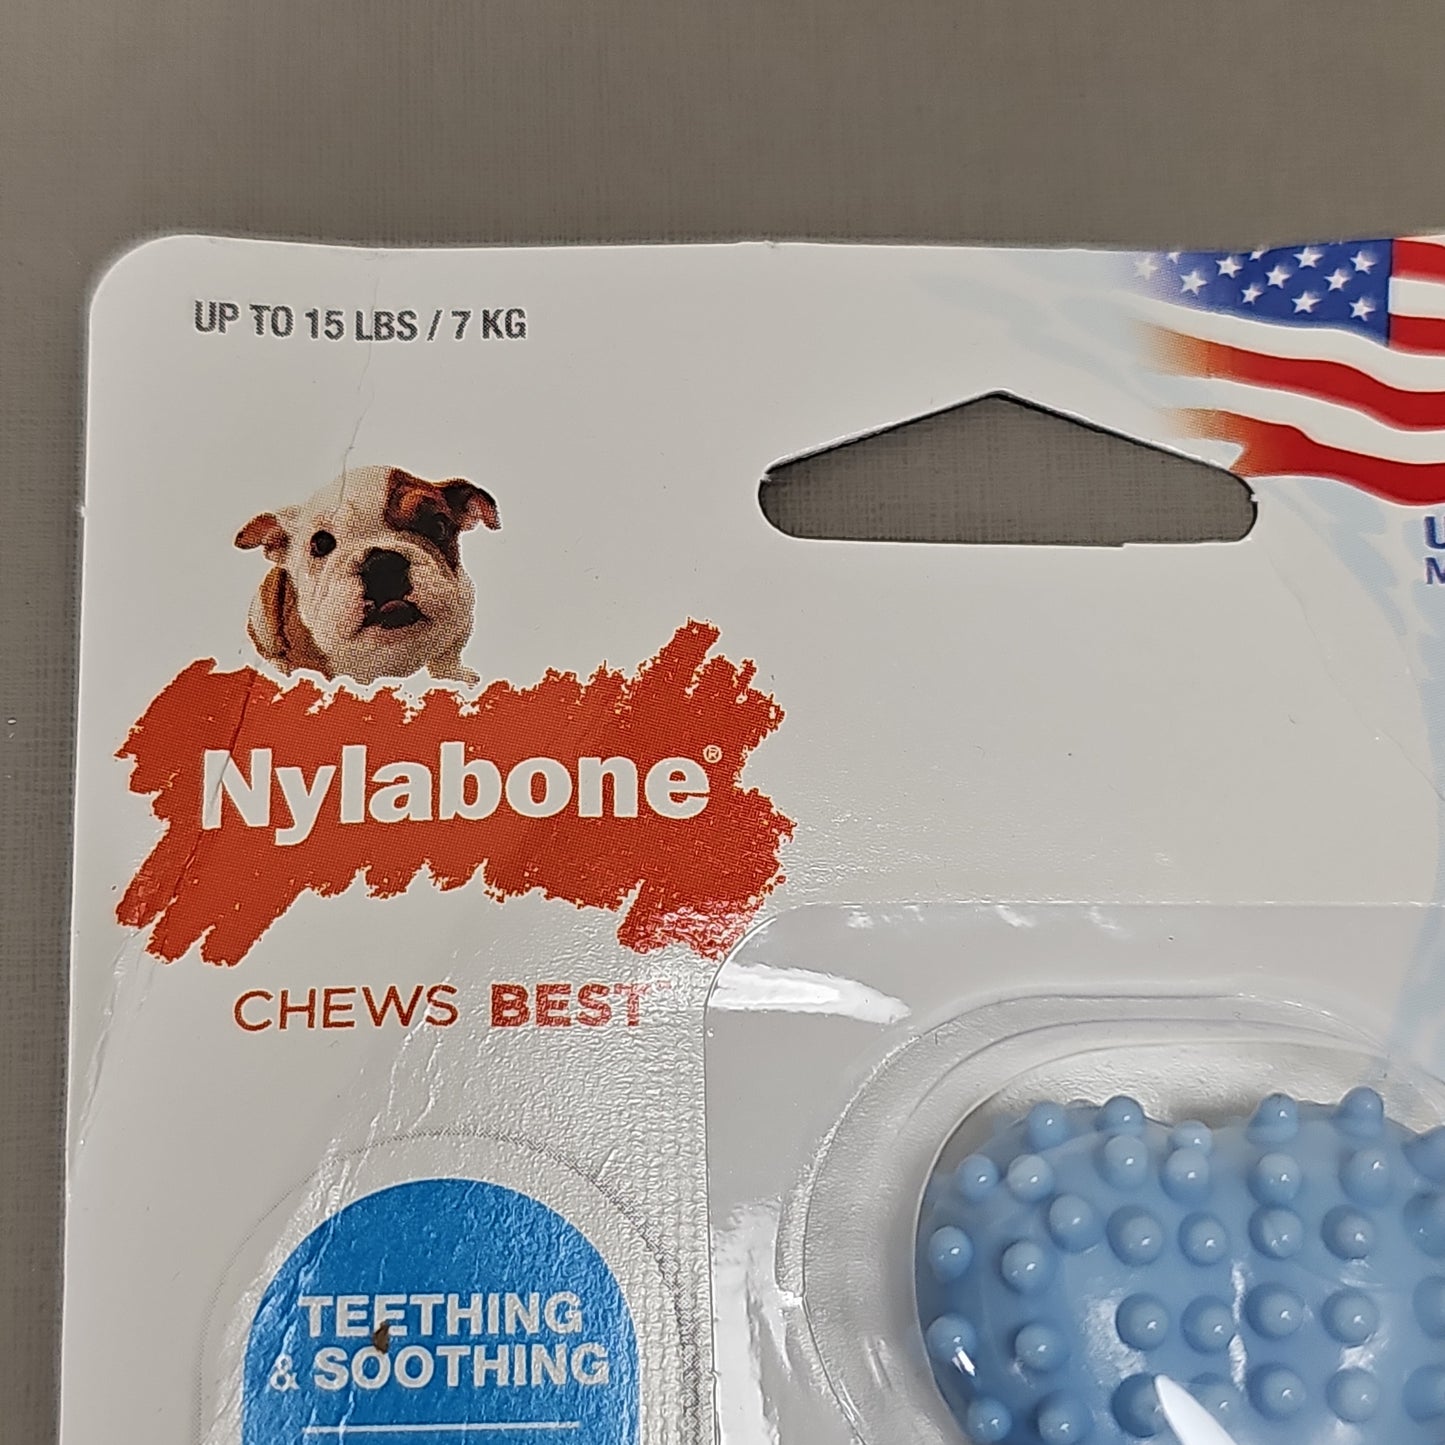 UP TO 15 LBS / 7 KG
Nylabone®
CHEWS BEST
TEETHING
& SOOTHING